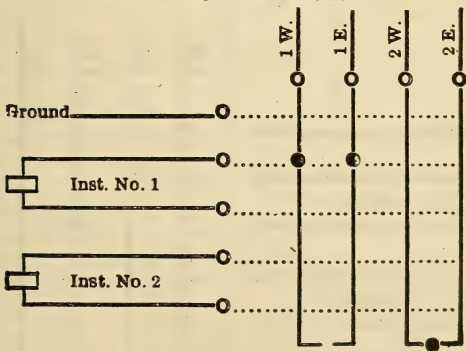 1 W.
1 E.
2 W.
2 E.
Ground
Inst. No. 1
Inst. No. 2